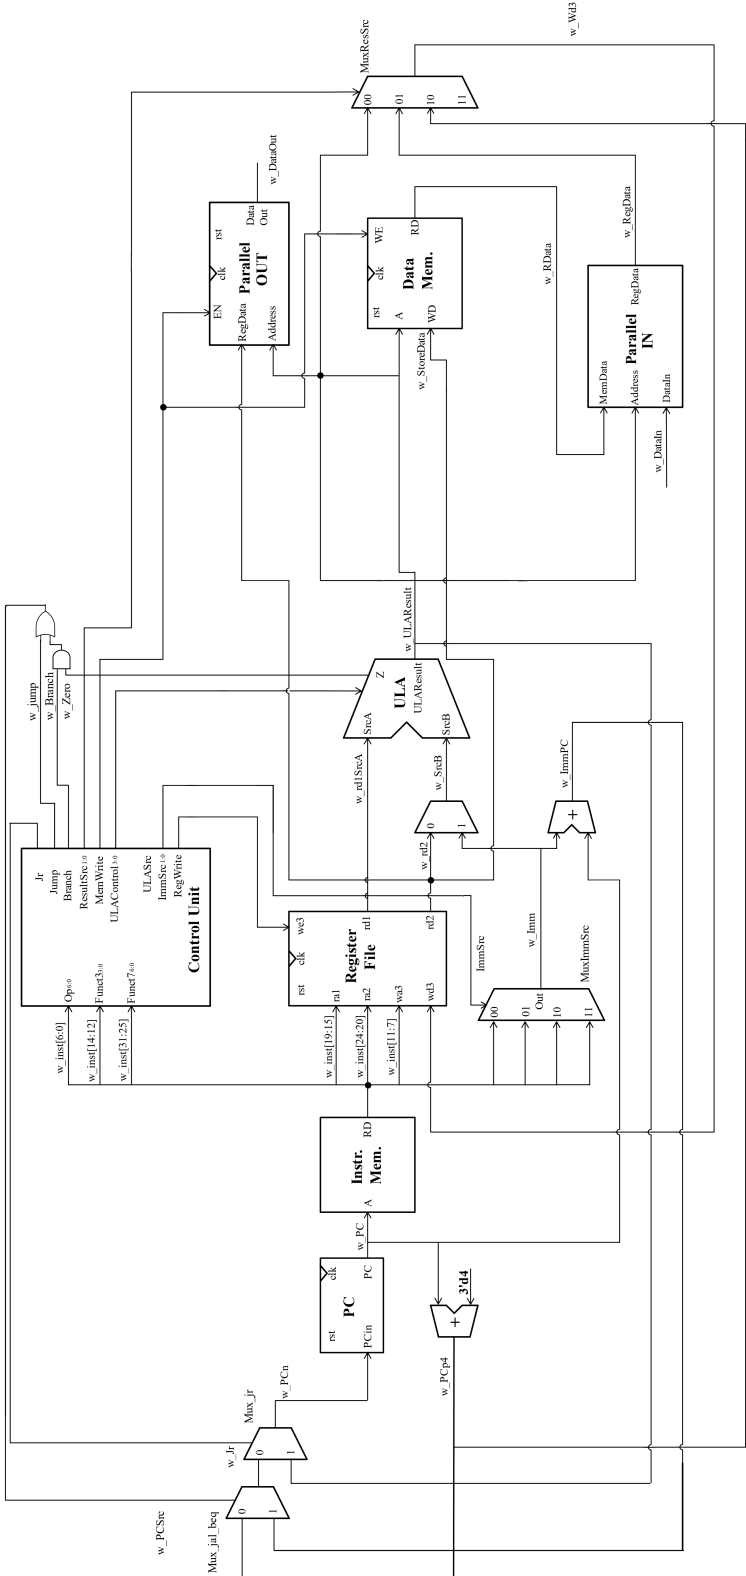 w_PCSrc
Mux_jal_beq
0
1
w_Jr
Mux_jr
0
1
w_PCn
rst
clk
PC
PCin
PC
w_PC
w_PCp4
+
3'd4
Instr.
Mem.
A
RD
w_inst[6:0]
w_inst[14:12]
w_inst[31:25]
Op6:0
Funct33:0
Funct76:0
Control Unit
Jr
Jump
Branch
ResultSrc1:0
MemWrite
ULAControl3:0
ULASrc
ImmSrc1:0
RegWrite
w_jump
w_Branch
w_Zero
w_inst[19:15]
w_inst[24:20]
w_inst[11:7]
rst
clk
we3
ra1
ra2
wa3
wd3
Register
File
rd1
rd2
ImmSrc
00
01
10
11
Out
MuxImmSrc
w_Imm
w_rd2
0
1
w_rd1SrcA
w_SrcB
w_ImmPC
+
SrcA
SrcB
ULA
Z
ULAResult
w_ULAResult
EN
clk
rst
RegData
Address
Parallel
OUT
Data
Out
w_DataOut
w_StoreData
rst
clk
WE
A
WD
Data
Mem.
RD
w_RData
w_DataIn
MemData
Address
DataIn
Parallel
IN
RegData
w_RegData
MuxResSrc
00
01
10
11
w_Wd3